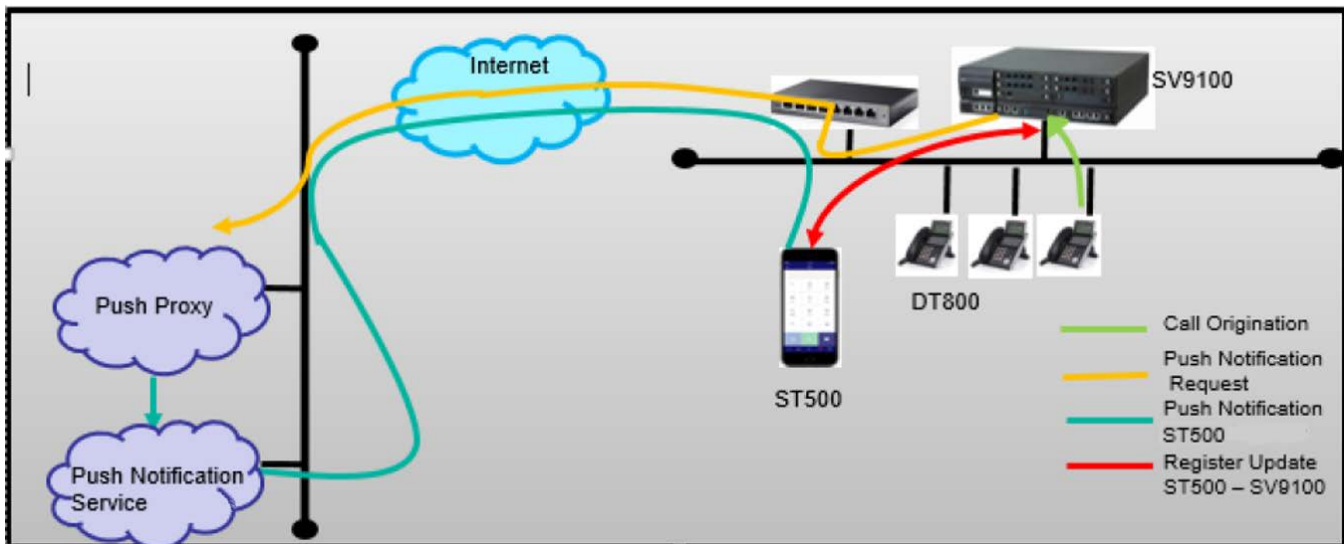 Internet
SV9100
Push Proxy
DT800
ST500
Push Notification
Service
Call Origination
Push Notification
Request
Push Notification
ST500
Register Update
ST500 – SV9100